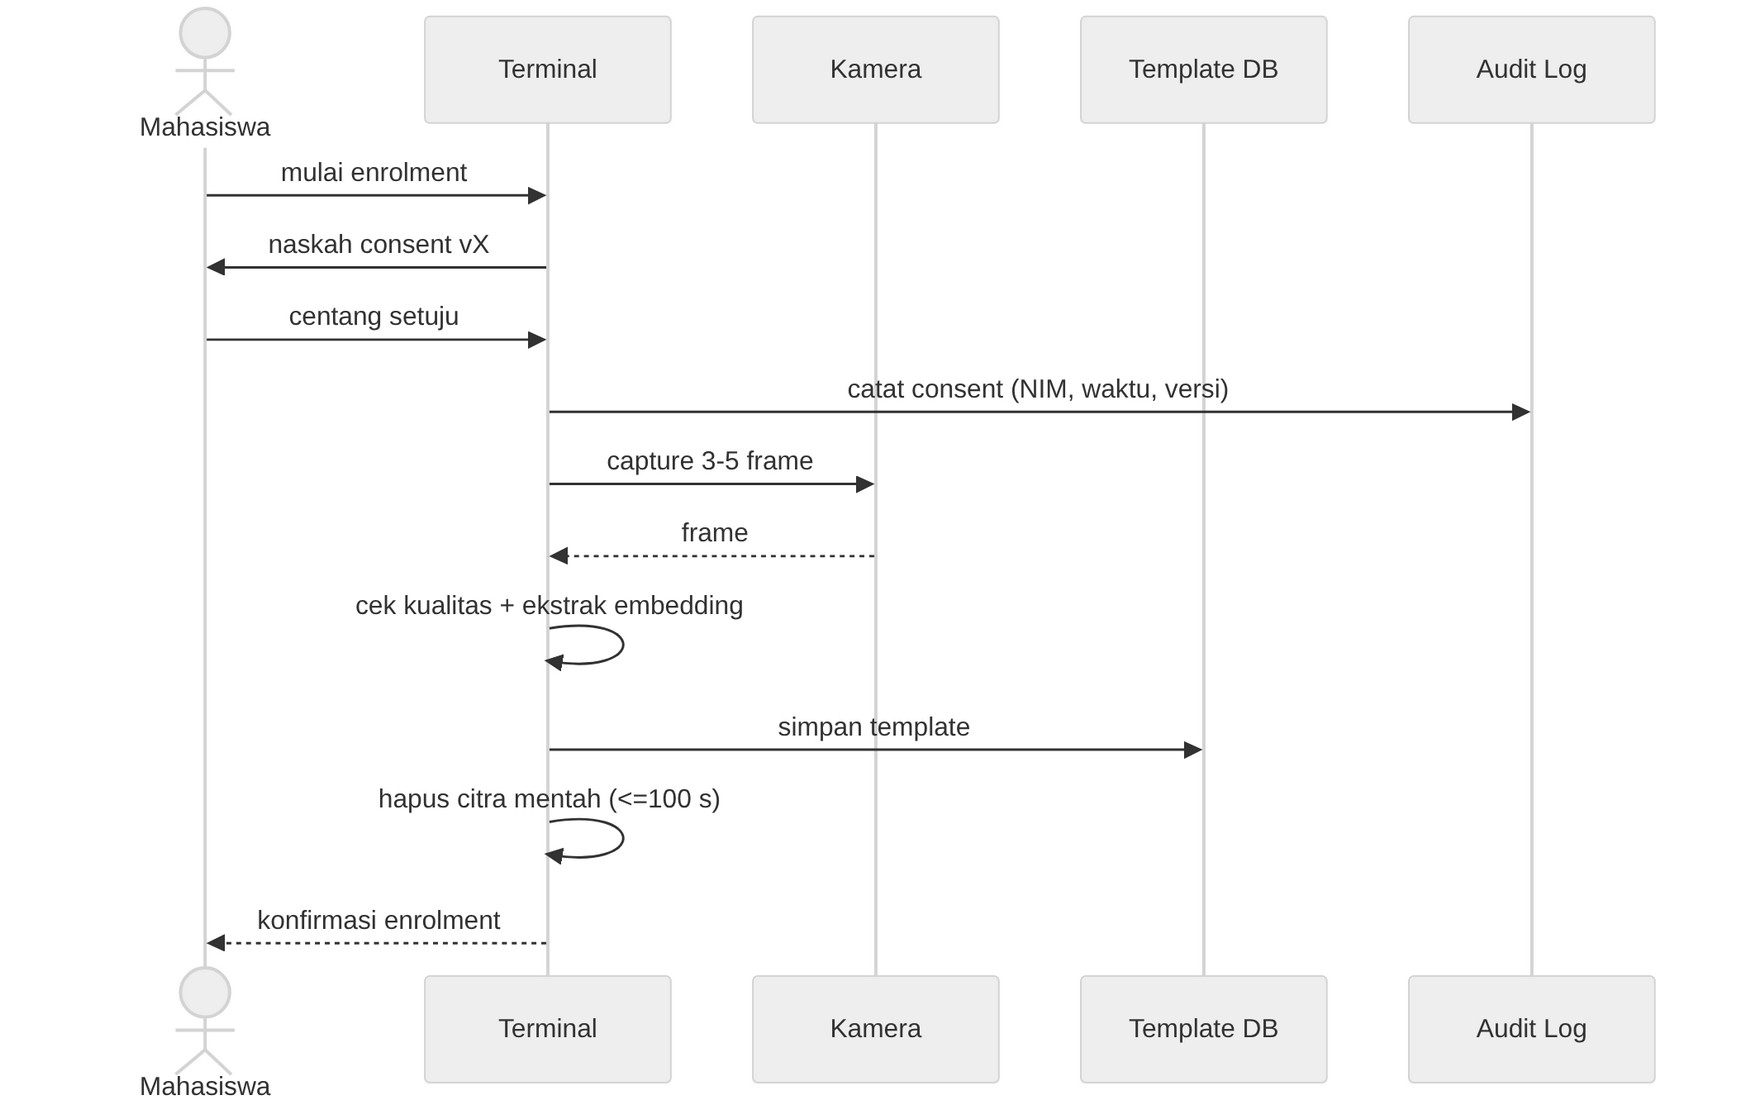 Mahasiswa
Terminal
Kamera
Template DB
Audit Log
mulai enrolment
naskah consent vX
centang setuju
catat consent (NIM, waktu, versi)
capture 3-5 frame
frame
cek kualitas + ekstrak embedding
simpan template
hapus citra mentah (<=100 s)
konfirmasi enrolment
Mahasiswa
Terminal
Kamera
Template DB
Audit Log